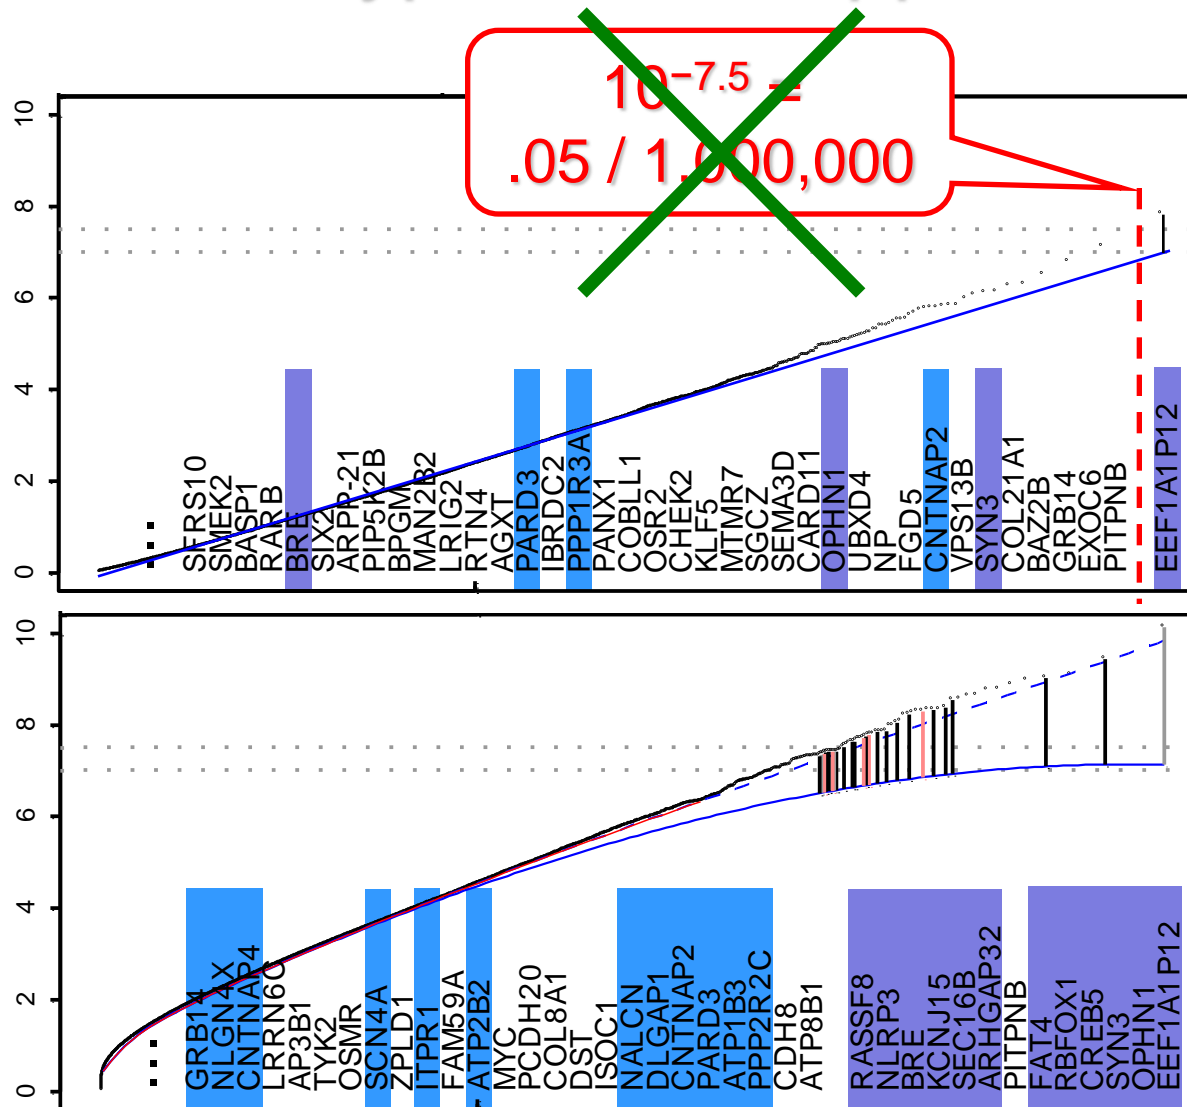 10−7.5 =
.05 / 1.000,000
10
8
6
4
2
0
SFRS10
SMEK2
BASP1
RARB
BRE
SIX2
ARPP-21
PIP5K2B
BPGM
MAN2B2
LRIG2
RTN4
AGXT
PARD3
IBRDC2
PPP1R3A
PANX1
COBLL1
OSR2
CHEK2
KLF5
MTMR7
SGCZ
SEMA3D
CARD11
OPHN1
UBXD4
NP
FGD5
CNTNAP2
VPS13B
SYN3
COL21A1
BAZ2B
GRB14
EXOC6
PITPNB
EEF1A1P12
10
8
6
4
2
0
GRB14
NLGN4X
CNTNAP4
LRRN6C
AP3B1
TYK2
OSMR
SCN4A
ZPLD1
ITPR1
FAM59A
ATP2B2
MYC
PCDH20
COL8A1
DST
ISOC1
NALCN
DLGAP1
CNTNAP2
PARD3
ATP1B3
PPP2R2C
CDH8
ATP8B1
RASSF8
NLRP3
BRE
KCNJ15
SEC16B
ARHGAP32
PITPNB
FAT4
RBFOX1
CREB5
SYN3
OPHN1
EEF1A1P12